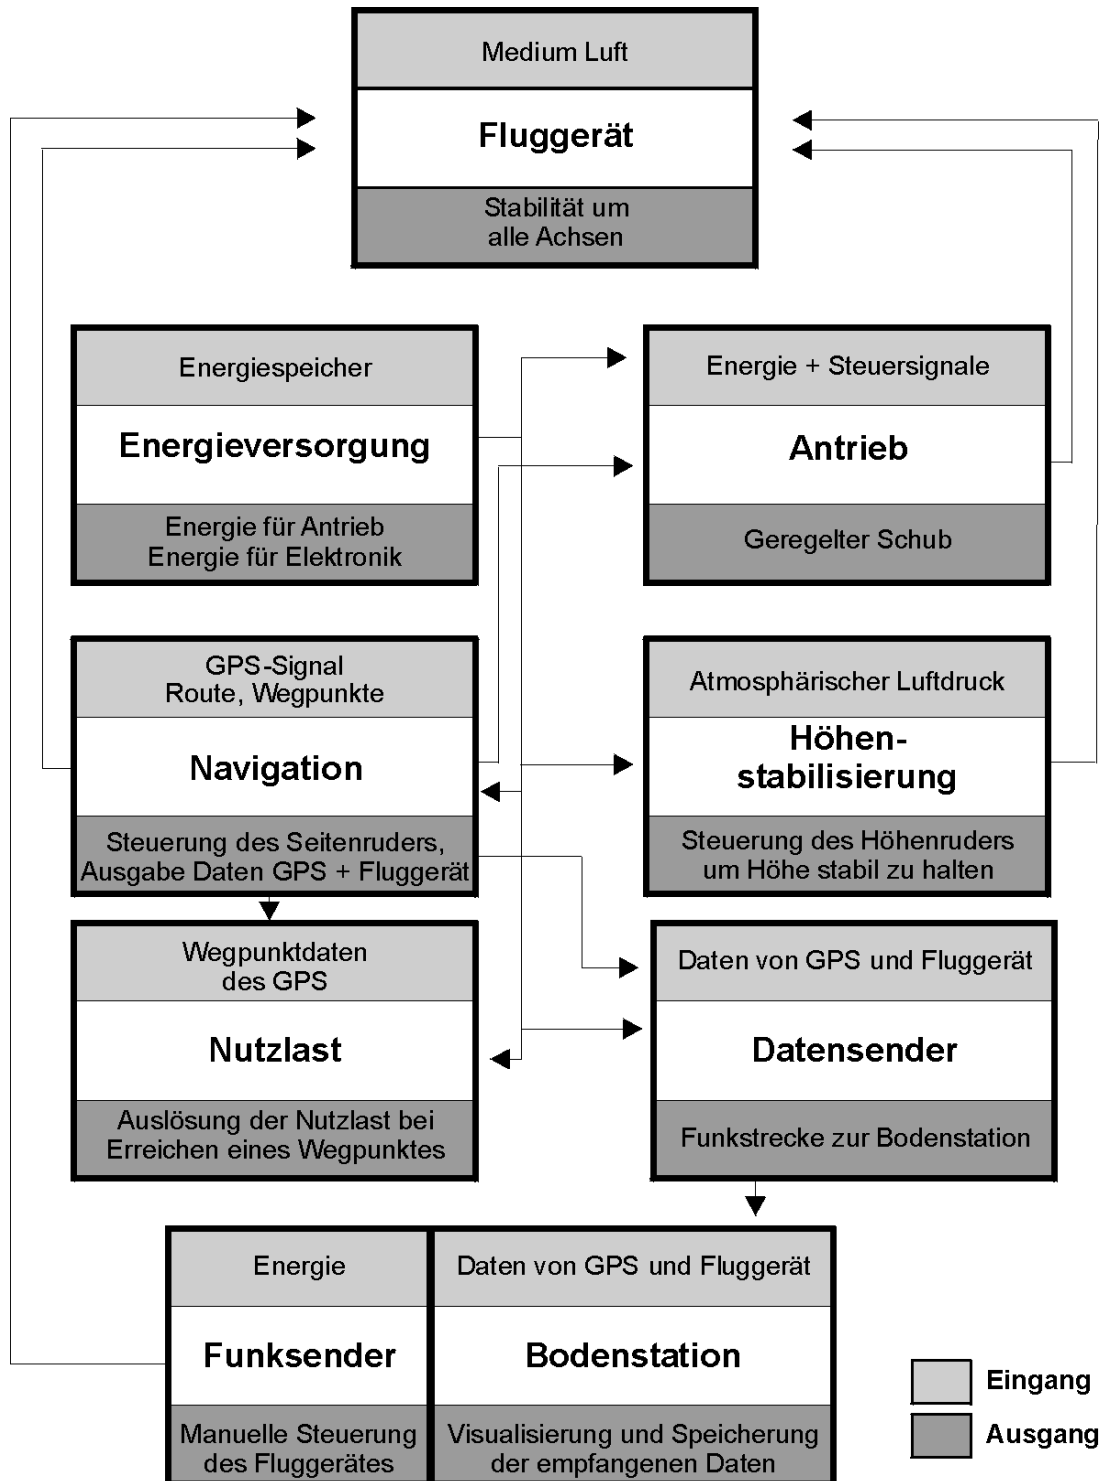 Medium Luft
Fluggerät
Stabilität um
alle Achsen
Energiespeicher
Energieversorgung
Energie für Antrieb
Energie für Elektronik
Energie + Steuersignale
Antrieb
Geregelter Schub
GPS-Signal
Route, Wegpunkte
Navigation
Steuerung des Seitenruders,
Ausgabe Daten GPS + Fluggerät
Atmosphärischer Luftdruck
Höhen-
stabilisierung
Steuerung des Höhenruders
um Höhe stabil zu halten
Wegpunktdaten
des GPS
Nutzlast
Auslösung der Nutzlast bei
Erreichen eines Wegpunktes
Daten von GPS und Fluggerät
Datensender
Funkstrecke zur Bodenstation
Energie
Funksender
Manuelle Steuerung
des Fluggerätes
Daten von GPS und Fluggerät
Bodenstation
Visualisierung und Speicherung
der empfangenen Daten
Eingang
Ausgang